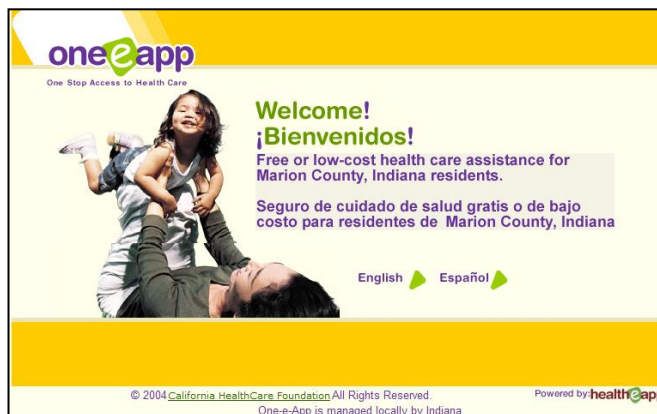 oneeapp
One Stop Access to Health Care
Welcome!
¡Bienvenidos!
Free or low-cost health care assistance for
Marion County, Indiana residents.
Seguro de cuidado de salud gratis o de bajo
costo para residentes de Marion County, Indiana
English Español
© 2004 California HealthCare Foundation All Rights Reserved.
Powered by: healtheapp
One-e-App is managed locally by Indiana